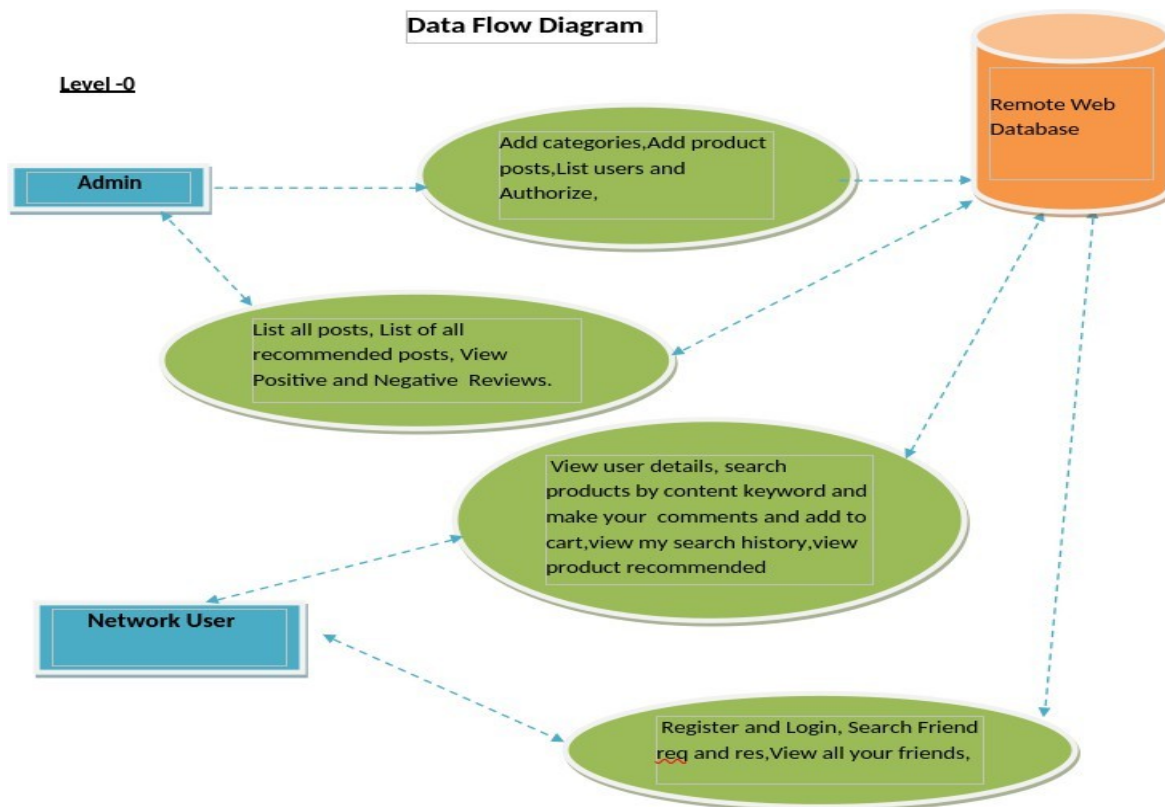 Data Flow Diagram
Level -0
Remote Web
Database
Add categories,Add product
posts,List users and
Authorize,
Admin
List all posts, List of all
recommended posts, View
Positive and Negative  Reviews.
View user details, search
products by content keyword and
make your  comments and add to
cart,view my search history,view
product recommended
Network User
Register and Login, Search Friend
req and res,View all your friends,